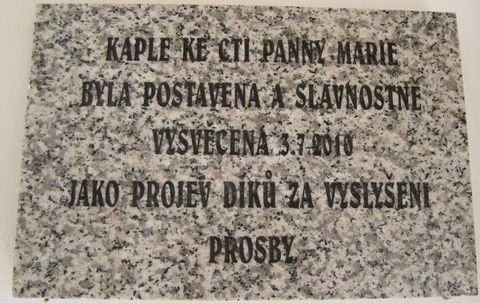 KAPLE KE CTI PANNY MARIE
BYLA POSTAVENA A SLAVNOSTNĚ
VYSVĚCENA 3.7.2010
JAKO PROJEV DÍKŮ ZA VYSLYŠENÍ
PROSBY